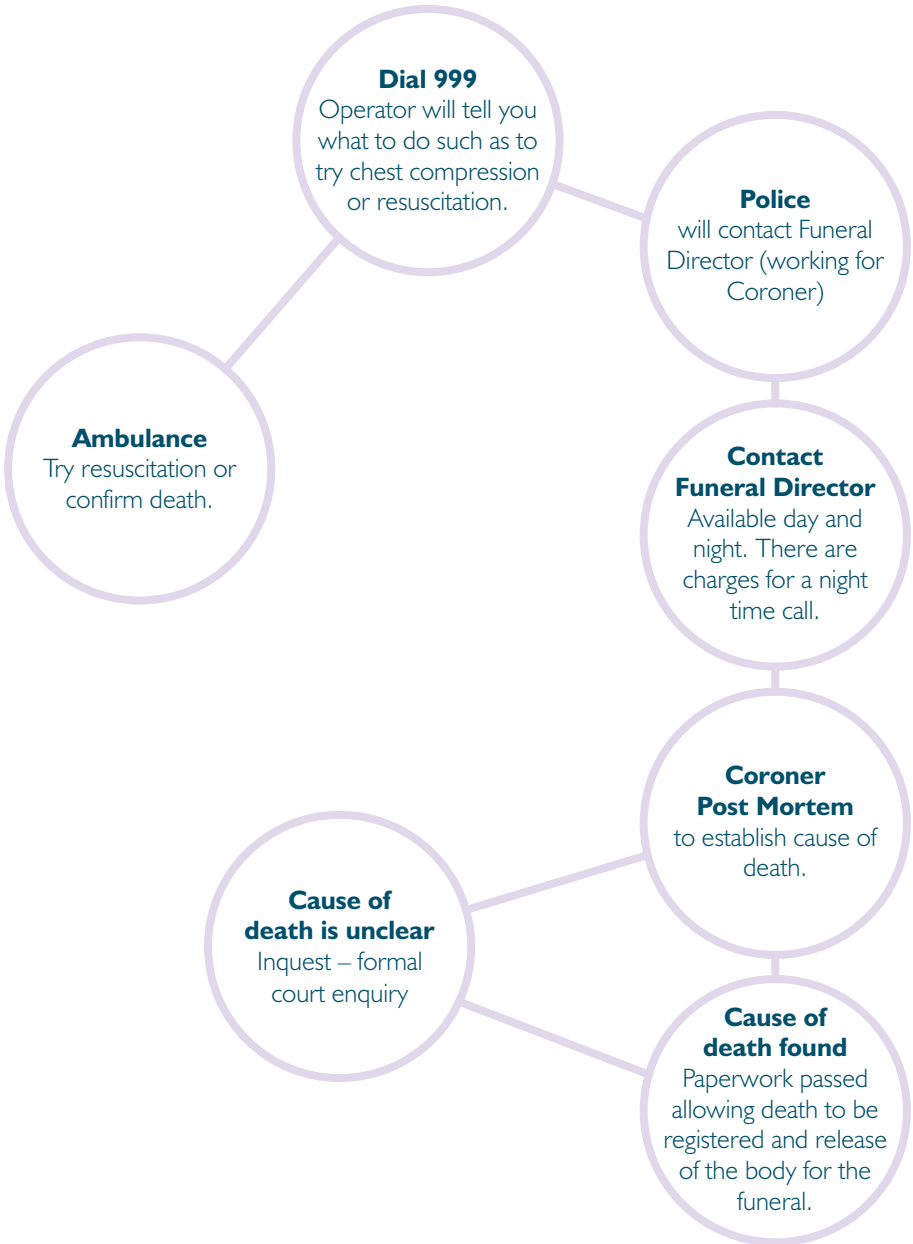 Dial 999
Operator will tell you
what to do such as to
try chest compression
or resuscitation.
Police
will contact Funeral
Director (working for
Coroner)
Ambulance
Try resuscitation or
confirm death.
Contact
Funeral Director
Available day and
night. There are
charges for a night
time call.
Coroner
Post Mortem
to establish cause of
death.
Cause of
death is unclear
Inquest – formal
court enquiry
Cause of
death found
Paperwork passed
allowing death to be
registered and release
of the body for the
funeral.